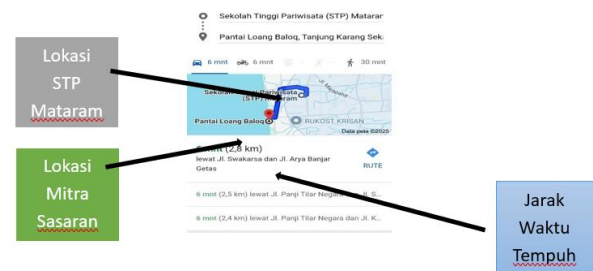 Sekolah Tinggi Pariwisata (STP) Matarar
Pantai Loang Baloq, Tanjung Karang Sek
6 mnt
6 mnt
30 mnt
Lokasi
STP
Mataram
Sekolah Tinggi Pariwisata
(STP) Mataram
Jl. Majapahit
Pantai Loang Baloq
RUKOST KRISAN
Data peta ©2020
6 mnt (2,8 km)
lewat Jl. Swakarsa dan Jl. Arya Banjar
Getas
RUTE
Lokasi
Mitra
Sasaran
6 mnt (2,5 km) lewat Jl. Panji Tilar Negara dan Jl. S...
6 mnt (2,4 km) lewat Jl. Panji Tilar Negara dan Jl. K...
Jarak
Waktu
Tempuh